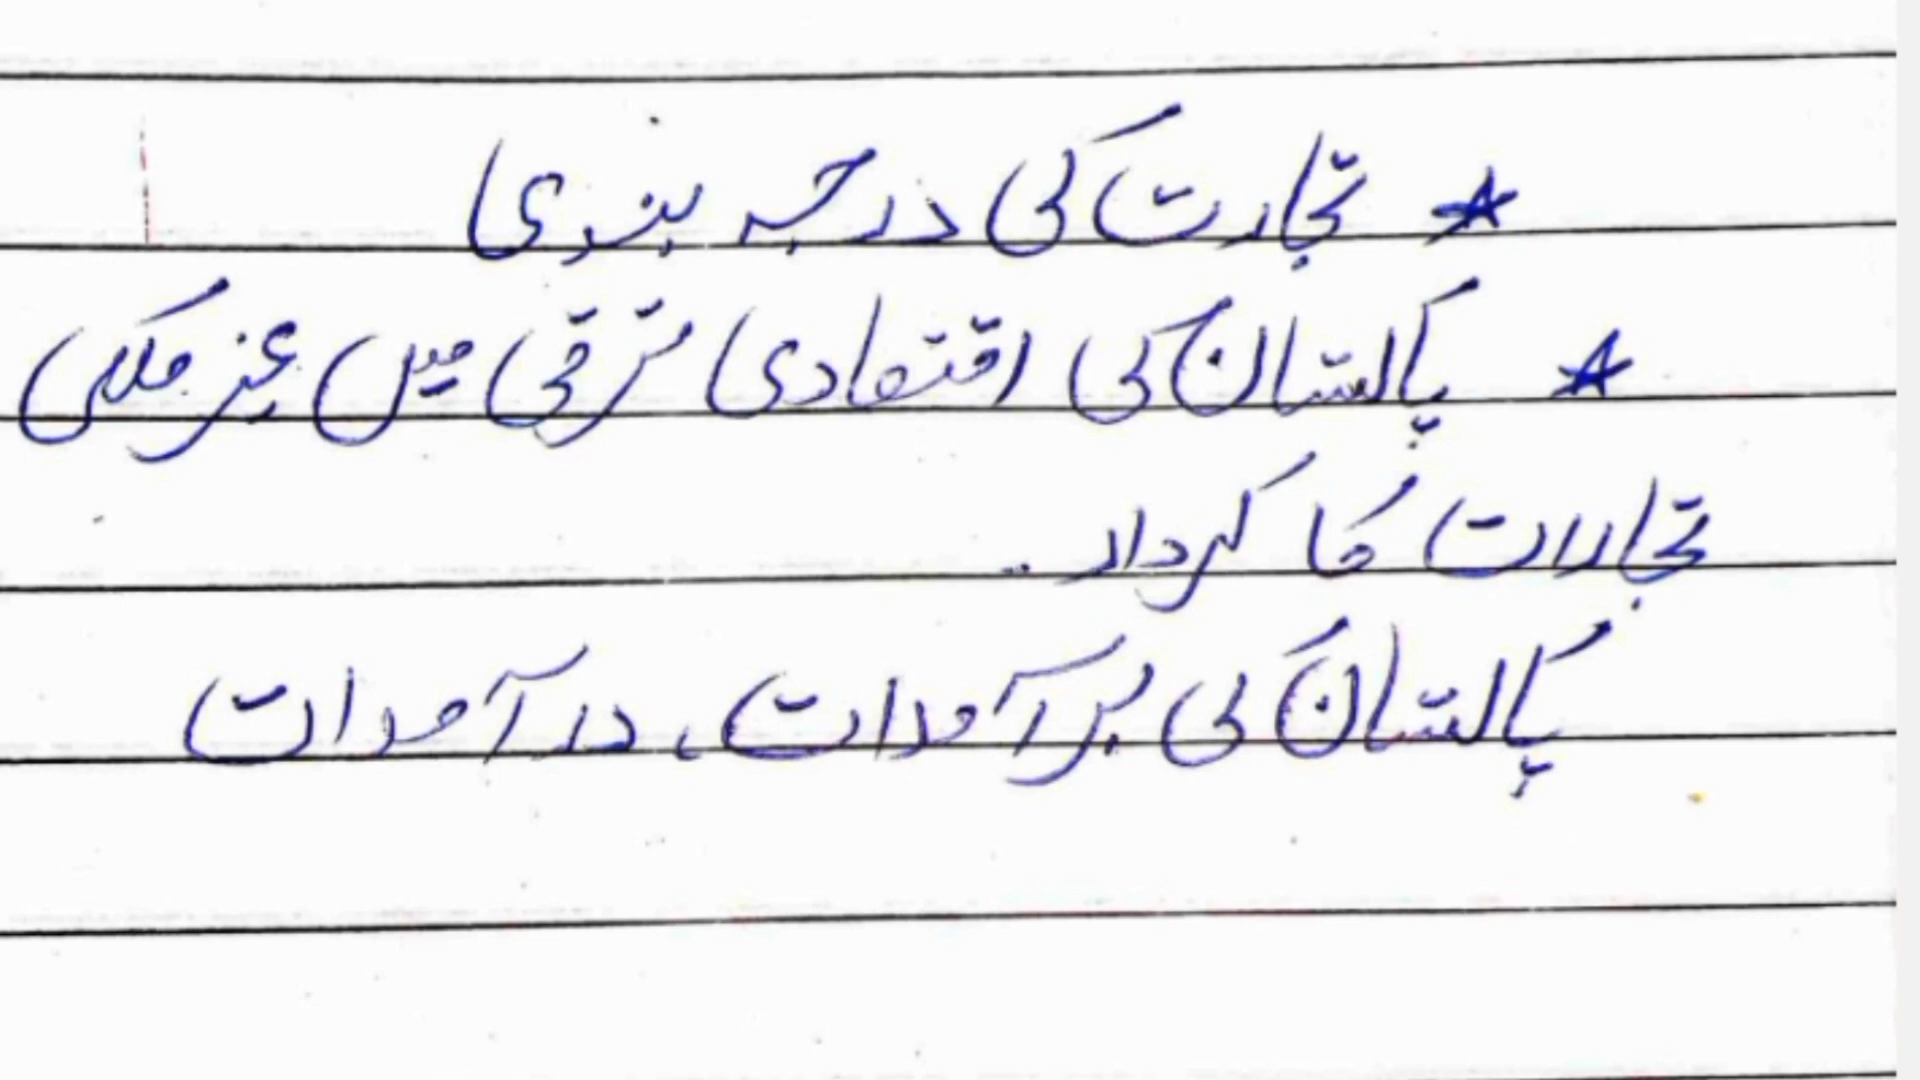 ★ تجارت کی درجہ بندی
★ پاکستان کی اقتصادی ترقی میں غیر ملکی
تجارت کا کردار ..
پاکستان کی برآمدات، درآمدات